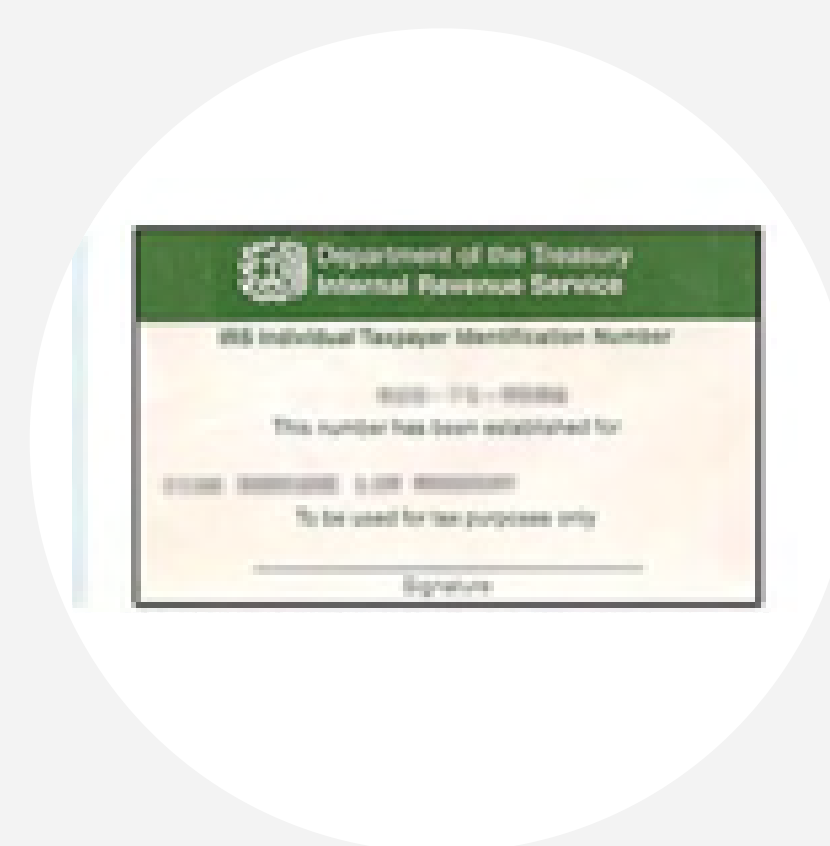 Department of the Treasury
Internal Revenue Service
IRS Individual Taxpayer Identification Number
This number has been established for
To be used for tax purposes only
Signature